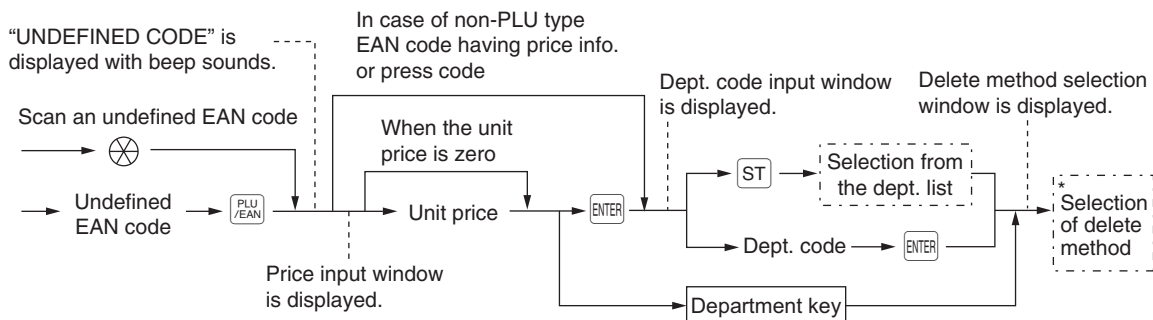 “UNDEFINED CODE” is
displayed with beep sounds.
In case of non-PLU type
EAN code having price info.
or press code
Dept. code input window
is displayed.
Delete method selection
window is displayed.
Scan an undefined EAN code
When the unit
price is zero
Undefined
EAN code
PLU
/EAN
Unit price
ENTER
ST
Selection from
the dept. list
Dept. code
ENTER
*
Selection
of delete
method
Price input window
is displayed.
Department key